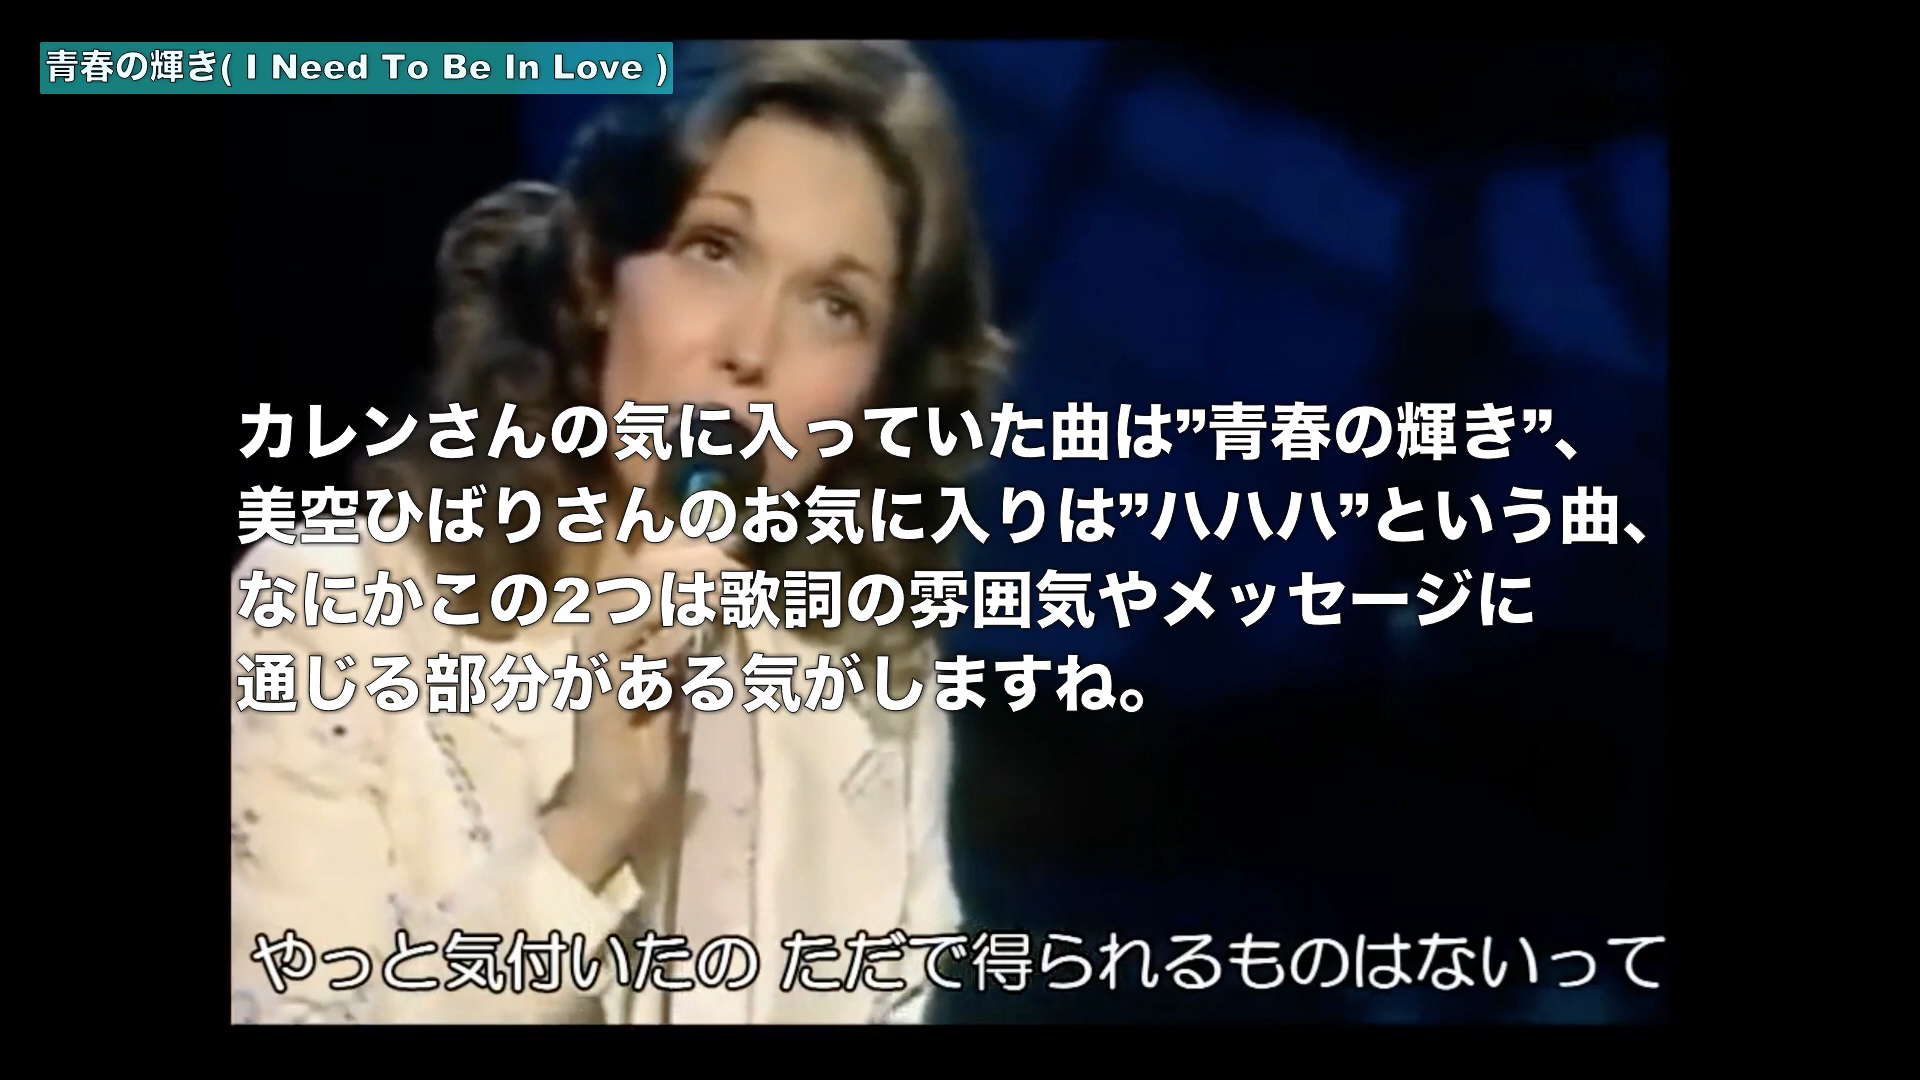 青春の輝き( I Need To Be In Love )
カレンさんの気に入っていた曲は”青春の輝き”、
美空ひばりさんのお気に入りは”ハハハ”という曲、
なにかこの2つは歌詞の雰囲気やメッセージに
通じる部分がある気がしますね。
やっと気付いたの ただで得られるものはないって